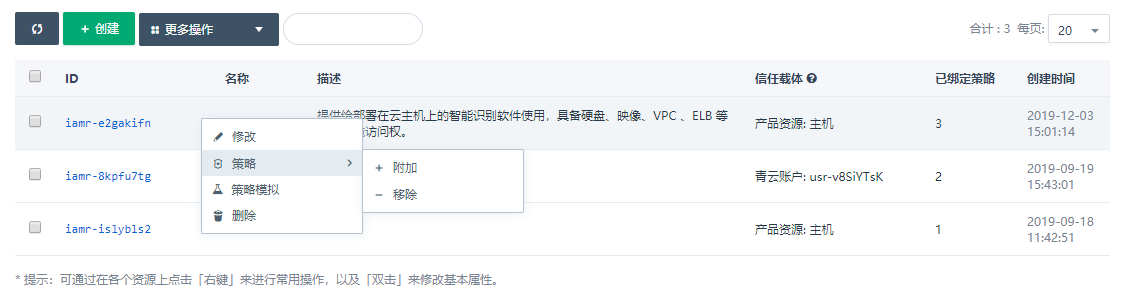 + 创建 更多操作 合计 : 3 每页: 20
ID 名称 描述 信任载体 已绑定策略 创建时间
iamr-e2gakifn 提供给部署在云主机上的智能识别软件使用，具备硬盘、映像、VPC 、ELB 等 产品资源: 主机 3 2019-12-03
访问权。 15:01:14
修改
策略 + 附加
iamr-8kpfu7tg 青云账户: usr-v8SiYTsK 2 2019-09-19
15:43:01
策略模拟 − 移除
删除
iamr-islybls2 产品资源: 主机 1 2019-09-18
11:42:51
* 提示：可通过在各个资源上点击「右键」来进行常用操作，以及「双击」来修改基本属性。